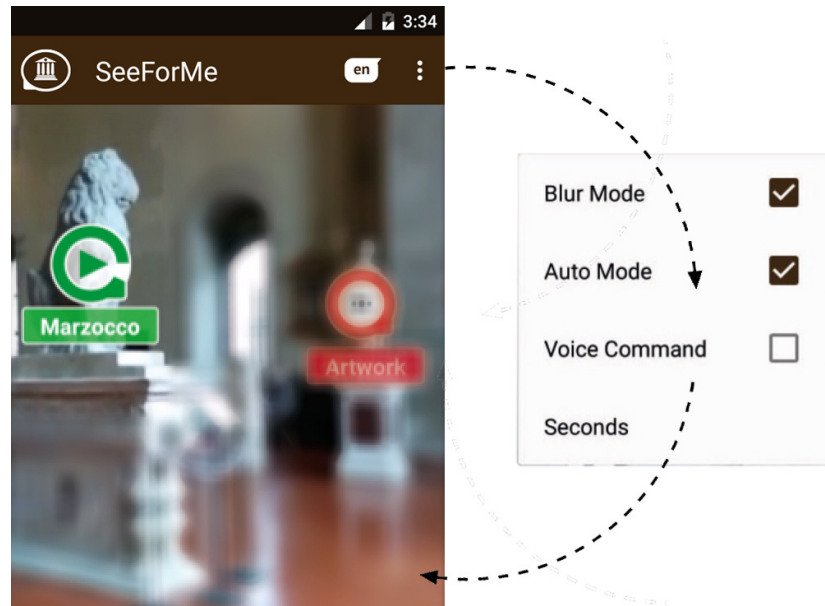 3:34
SeeForMe
en
Marzocco
Artwork
Blur Mode
Auto Mode
Voice Command
Seconds